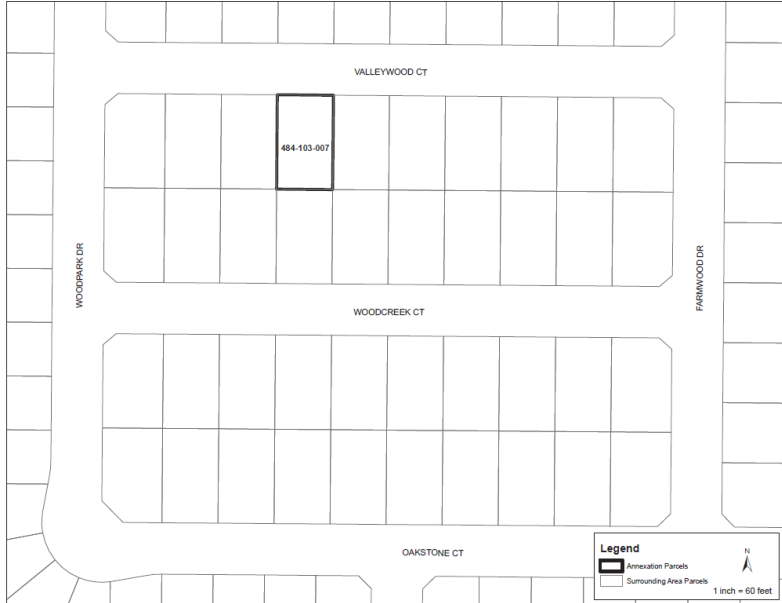 VALLEYWOOD CT
484-103-007
WOODPARK DR
FARMWOOD DR
WOODCREEK CT
OAKSTONE CT
Legend
Annexation Parcels
Surrounding Area Parcels
N
1 inch = 60 feet